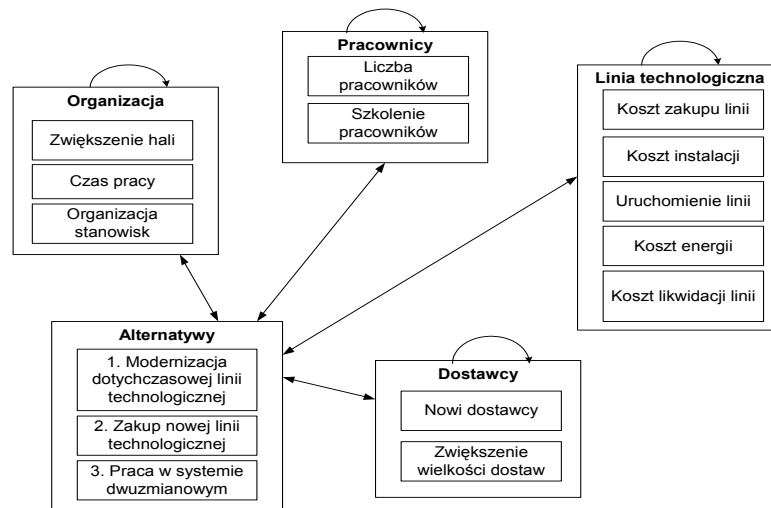 Organizacja
Zwiększenie hali
Czas pracy
Organizacja
stanowisk
Pracownicy
Liczba
pracowników
Szkolenie
pracowników
Linia technologiczna
Koszt zakupu linii
Koszt instalacji
Uruchomienie linii
Koszt energii
Koszt likwidacji linii
Alternatywy
1. Modernizacja
dotychczasowej linii
technologicznej
2. Zakup nowej linii
technologicznej
3. Praca w systemie
dwuzmianowym
Dostawcy
Nowi dostawcy
Zwiększenie
wielkości dostaw